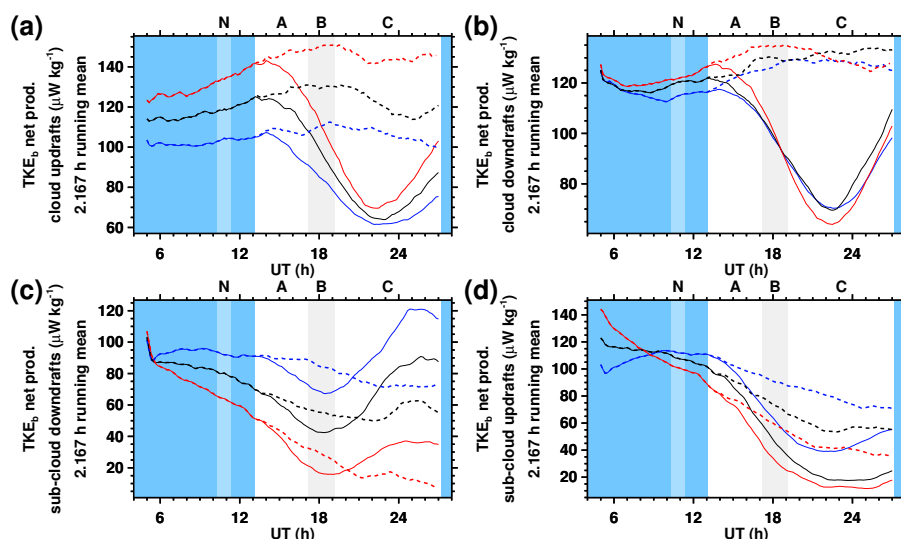 (a)
N A B C
TKE_b net prod.
cloud updrafts (μW kg⁻¹)
2.167 h running mean
140
120
100
80
60
6 12 18 24
UT (h)
(b)
N A B C
TKE_b net prod.
cloud downdrafts (μW kg⁻¹)
2.167 h running mean
120
100
80
6 12 18 24
UT (h)
(c)
N A B C
TKE_b net prod.
sub-cloud downdrafts (μW kg⁻¹)
2.167 h running mean
120
100
80
60
40
20
6 12 18 24
UT (h)
(d)
N A B C
TKE_b net prod.
sub-cloud updrafts (μW kg⁻¹)
2.167 h running mean
140
120
100
80
60
40
20
6 12 18 24
UT (h)